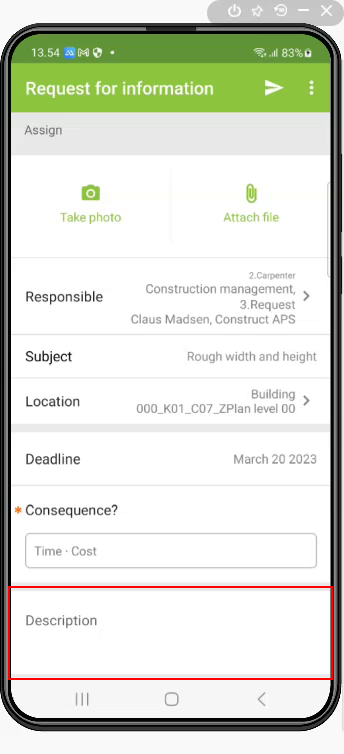 13.54
83%
Request for information
Assign
Take photo
Attach file
2.Carpenter
Construction management,
Responsible
3.Request
Claus Madsen, Construct APS
Subject
Rough width and height
Building
Location
000_K01_C07_ZPlan level 00
Deadline
March 20 2023
* Consequence?
Time · Cost
Description